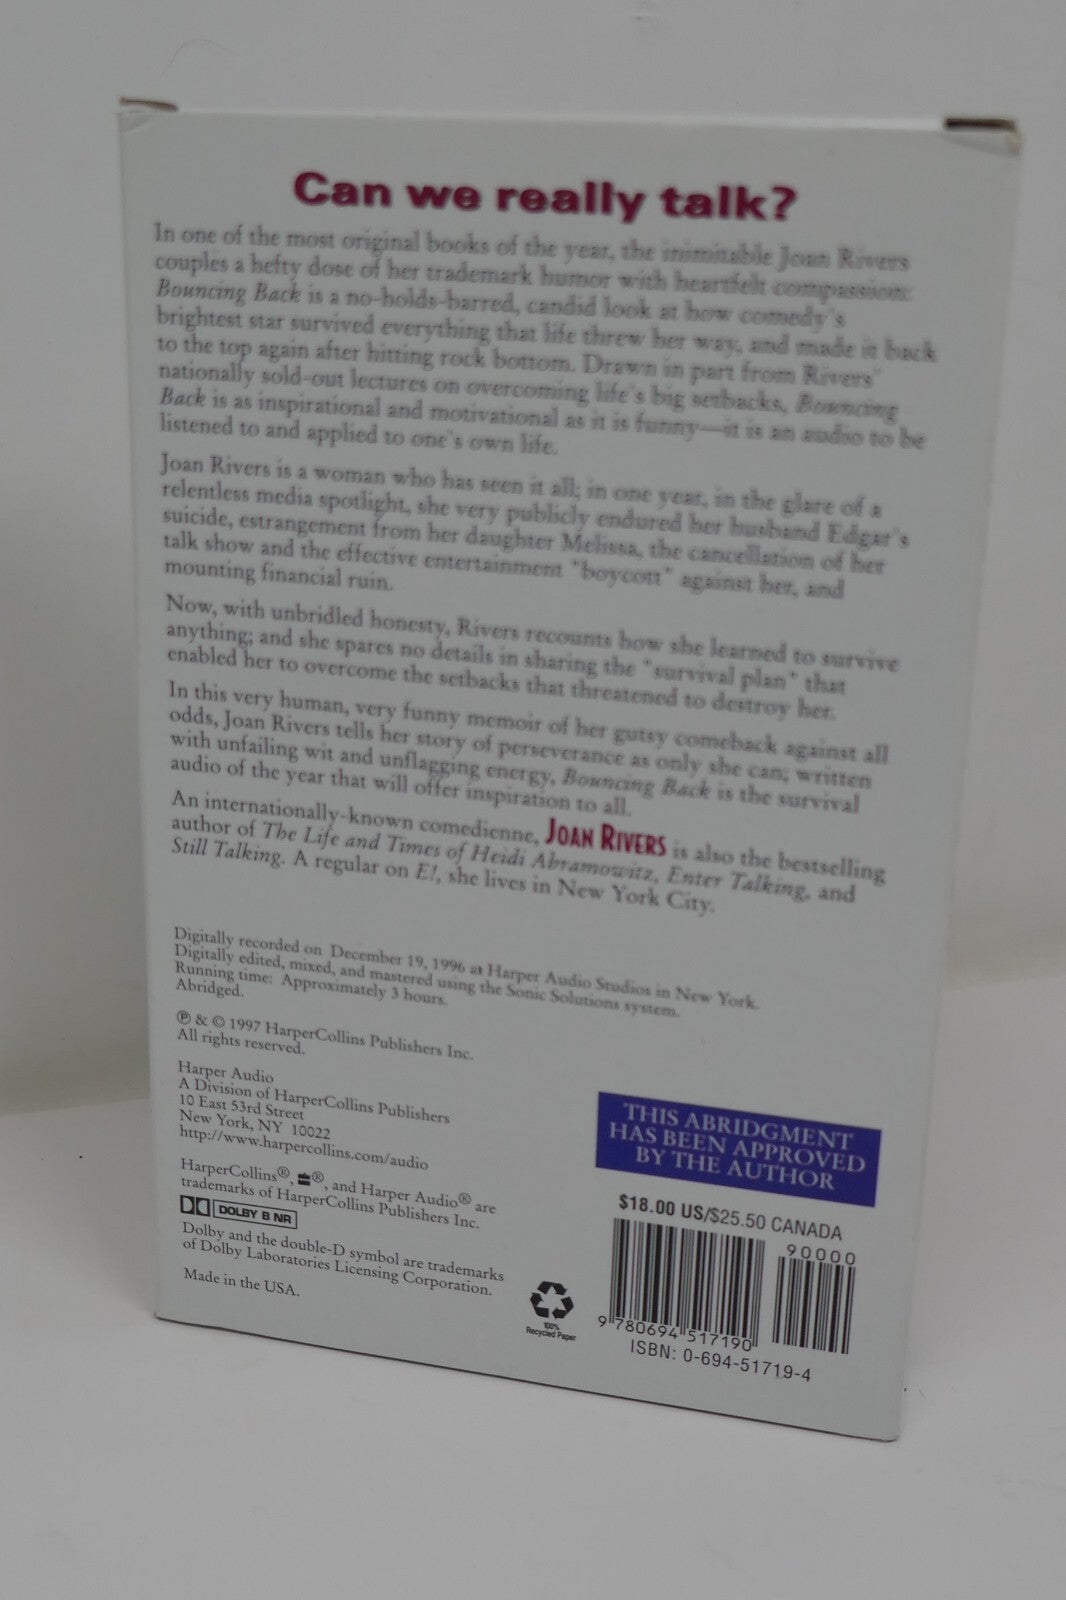 Can we really talk?
In one of the most original books of the year, the inimitable Joan Rivers
couples a hefty dose of her trademark humor with heartfelt compassion:
Bouncing Back is a no-holds-barred, candid look at how comedy's
brightest star survived everything that life threw her way, and made it back
to the top again after hitting rock bottom. Drawn in part from Rivers'
nationally sold-out lectures on overcoming life's big setbacks, Bouncing
Back is as inspirational and motivational as it is funny—it is an audio to be
listened to and applied to one's own life.
Joan Rivers is a woman who has seen it all; in one year, in the glare of a
relentless media spotlight, she very publicly endured her husband Edgar's
suicide, estrangement from her daughter Melissa, the cancellation of her
talk show and the effective entertainment "boycott" against her, and
mounting financial ruin.
Now, with unbridled honesty, Rivers recounts how she learned to survive
anything; and she spares no details in sharing the "survival plan" that
enabled her to overcome the setbacks that threatened to destroy her.
In this very human, very funny memoir of her gutsy comeback against all
odds, Joan Rivers tells her story of perseverance as only she can; written
with unfailing wit and unflagging energy, Bouncing Back is the survival
audio of the year that will offer inspiration to all.
An internationally-known comedienne, JOAN RIVERS is also the bestselling
author of The Life and Times of Heidi Abramowitz, Enter Talking, and
Still Talking. A regular on E!, she lives in New York City.
Digitally recorded on December 19, 1996 at Harper Audio Studios in New York.
Digitally edited, mixed, and mastered using the Sonic Solutions system.
Running time: Approximately 3 hours.
Abridged.
℗ & © 1997 HarperCollins Publishers Inc.
All rights reserved.
Harper Audio
A Division of HarperCollins Publishers
10 East 53rd Street
New York, NY 10022
http://www.harpercollins.com/audio
HarperCollins®, ®, and Harper Audio® are
trademarks of HarperCollins Publishers Inc.
DOLBY B NR
Dolby and the double-D symbol are trademarks
of Dolby Laboratories Licensing Corporation.
Made in the USA.
100%
Recycled Paper
THIS ABRIDGMENT
HAS BEEN APPROVED
BY THE AUTHOR
$18.00 US/$25.50 CANADA
90000
9 780694 517190
ISBN: 0-694-51719-4